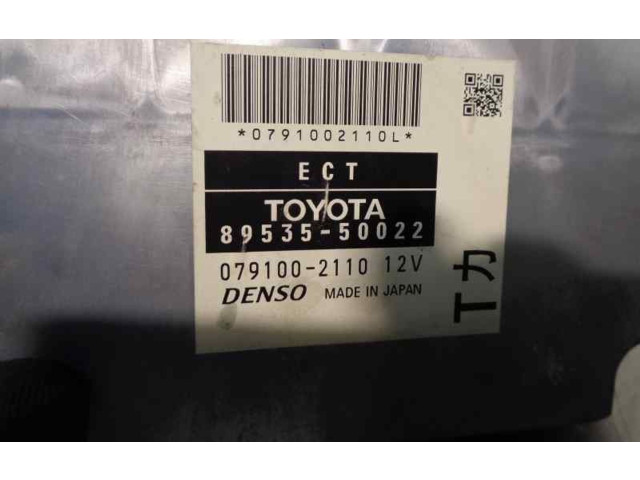 *0791002110L*
ECT
TOYOTA
89535-50022
079100-2110 12V
DENSO MADE IN JAPAN
Tカ